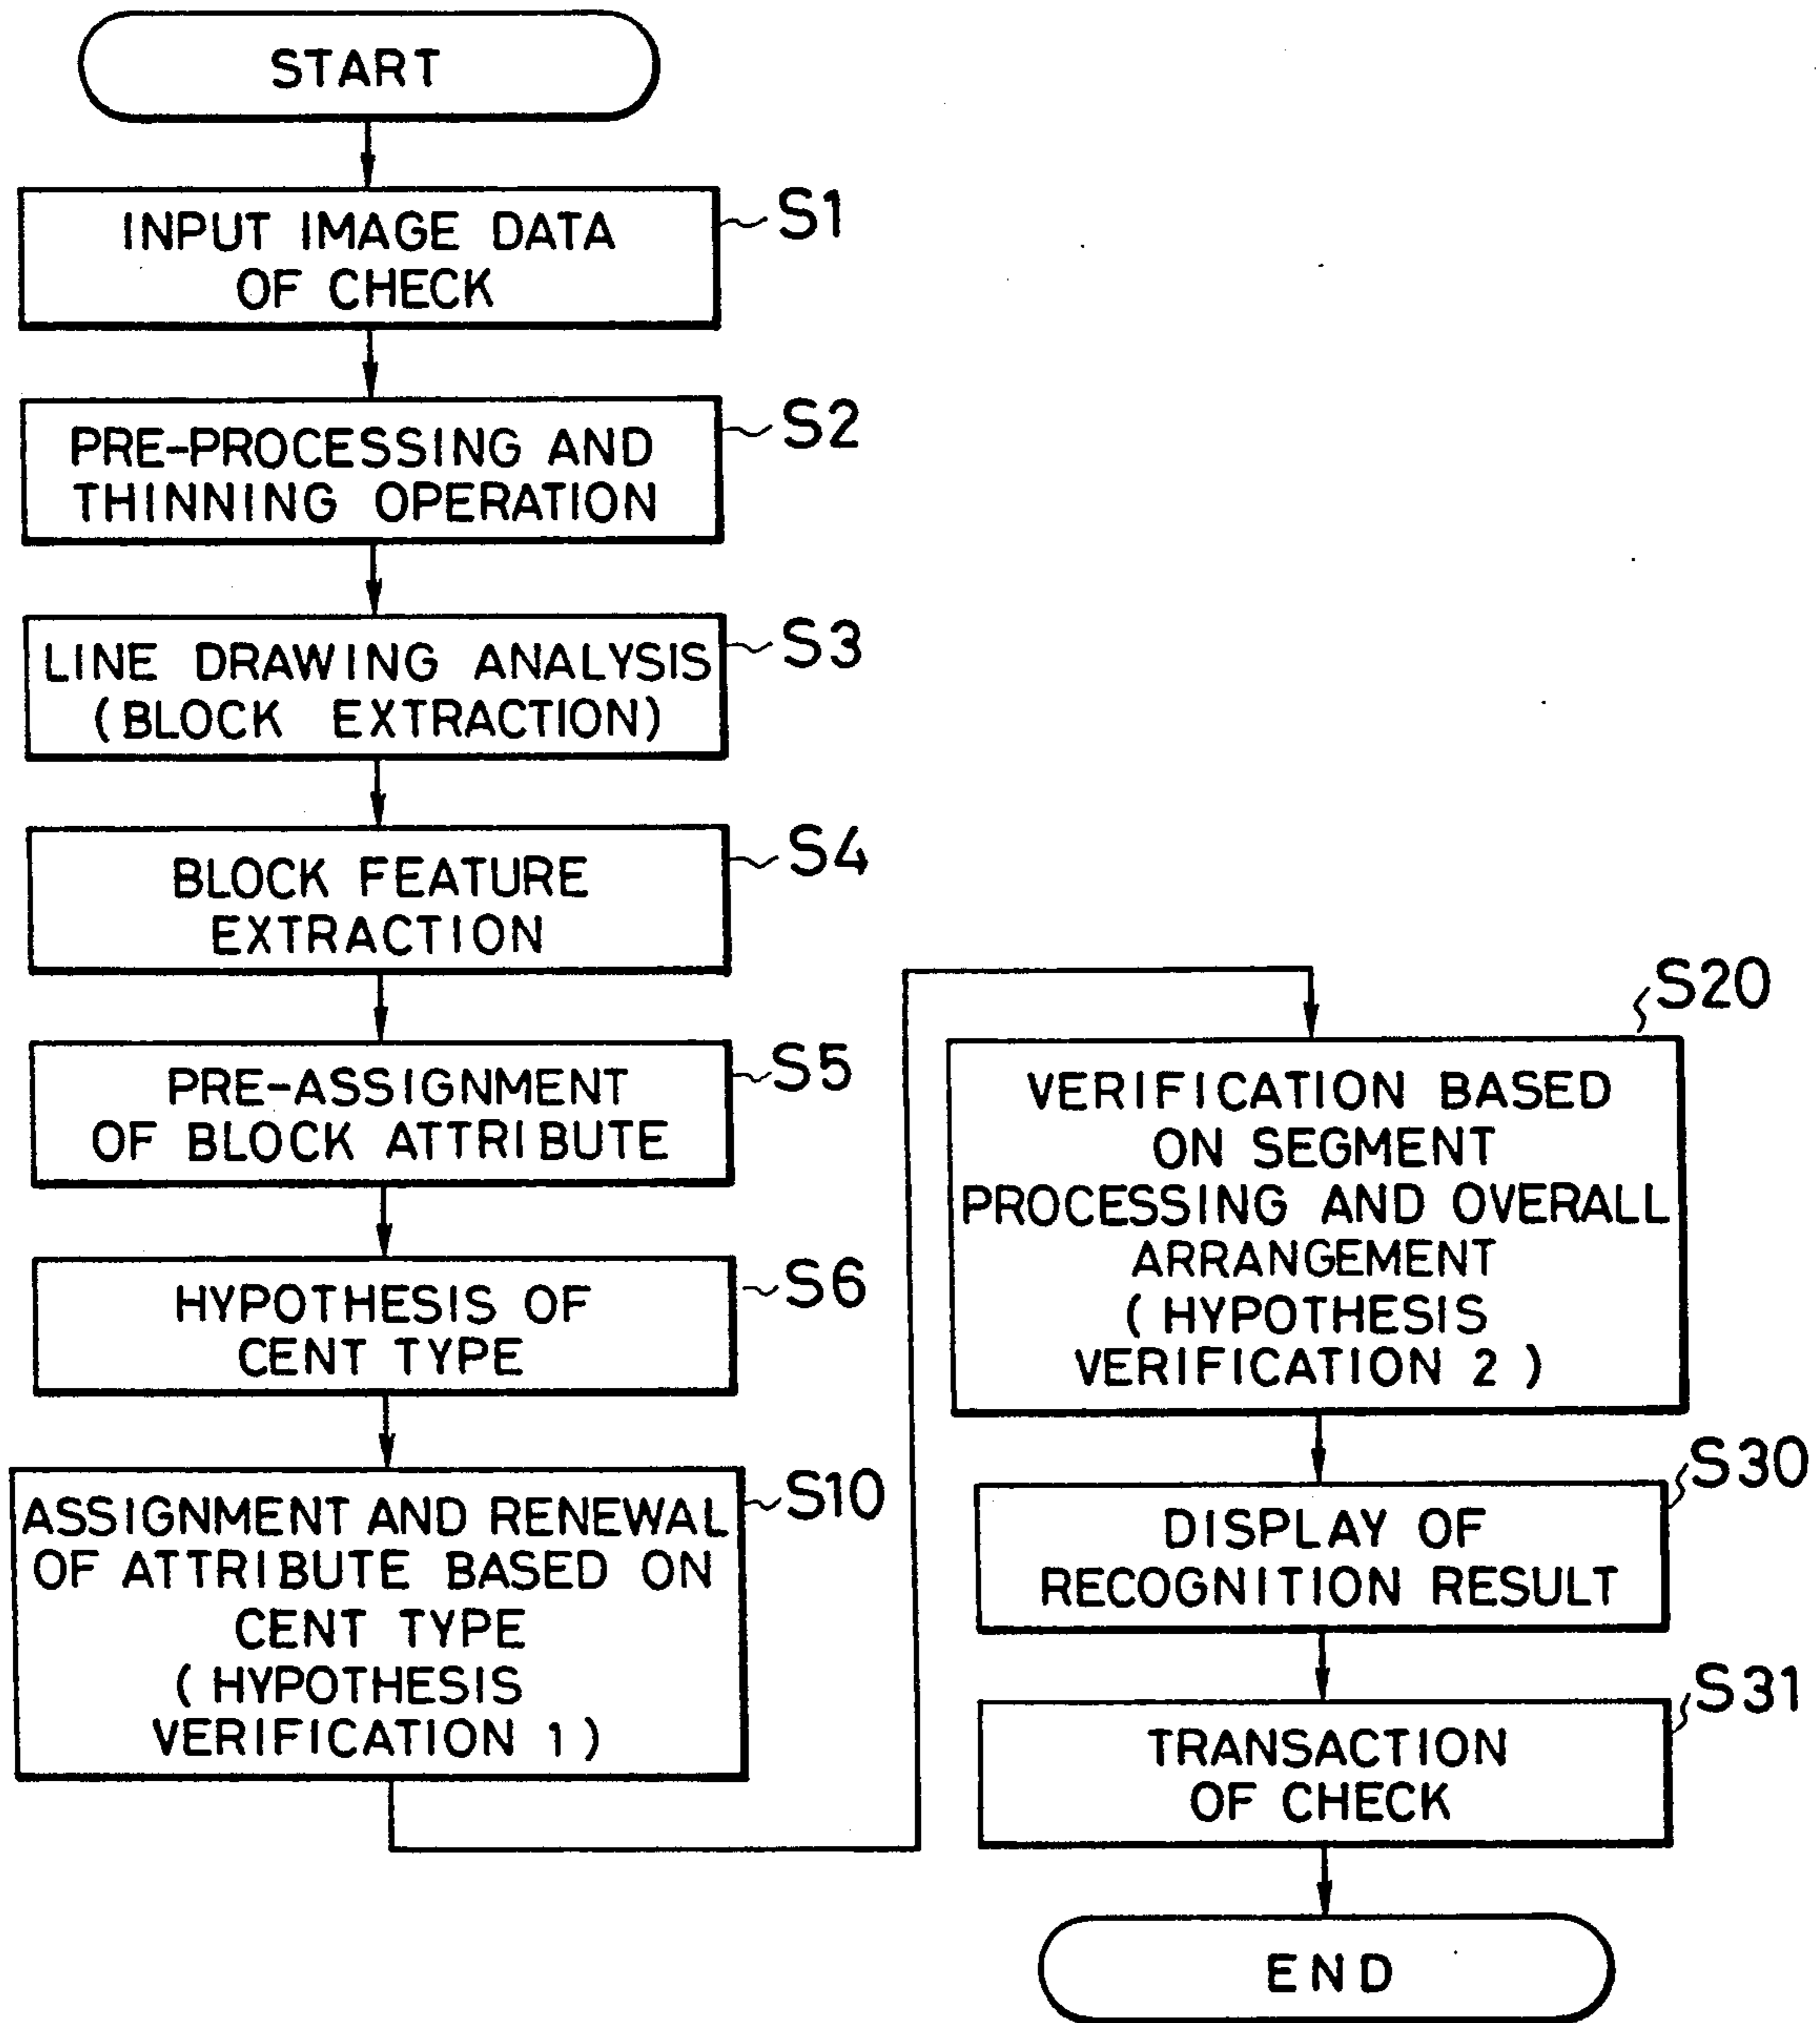 START
INPUT IMAGE DATA
OF CHECK
S1
PRE-PROCESSING AND
THINNING OPERATION
S2
LINE DRAWING ANALYSIS
(BLOCK EXTRACTION)
S3
BLOCK FEATURE
EXTRACTION
S4
PRE-ASSIGNMENT
OF BLOCK ATTRIBUTE
S5
HYPOTHESIS OF
CENT TYPE
S6
ASSIGNMENT AND RENEWAL
OF ATTRIBUTE BASED ON
CENT TYPE
(HYPOTHESIS
VERIFICATION 1)
S10
VERIFICATION BASED
ON SEGMENT
PROCESSING AND OVERALL
ARRANGEMENT
(HYPOTHESIS
VERIFICATION 2)
S20
DISPLAY OF
RECOGNITION RESULT
S30
TRANSACTION
OF CHECK
S31
END